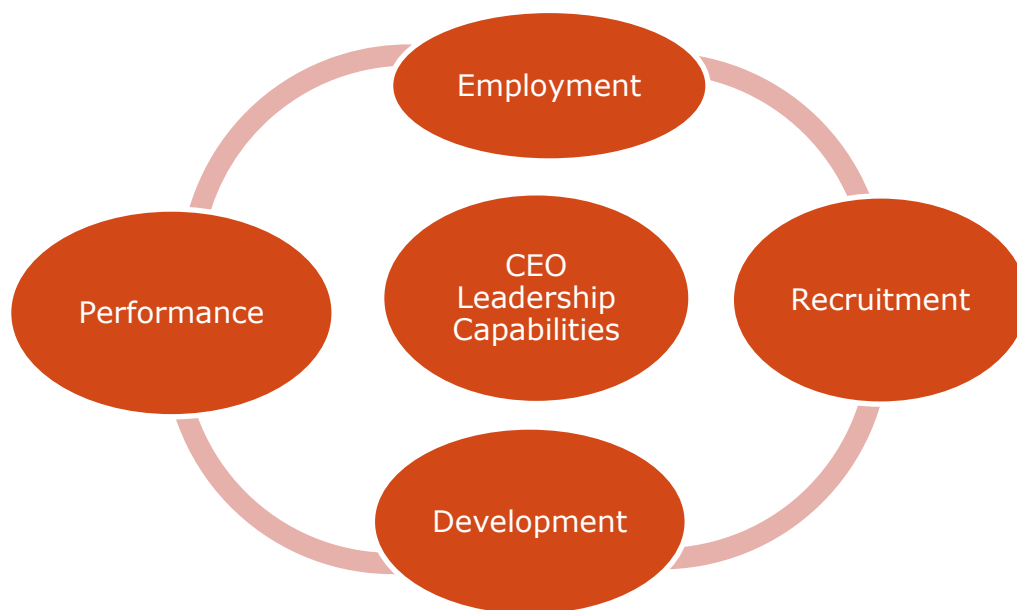 Employment
CEO
Leadership
Capabilities
Performance
Recruitment
Development